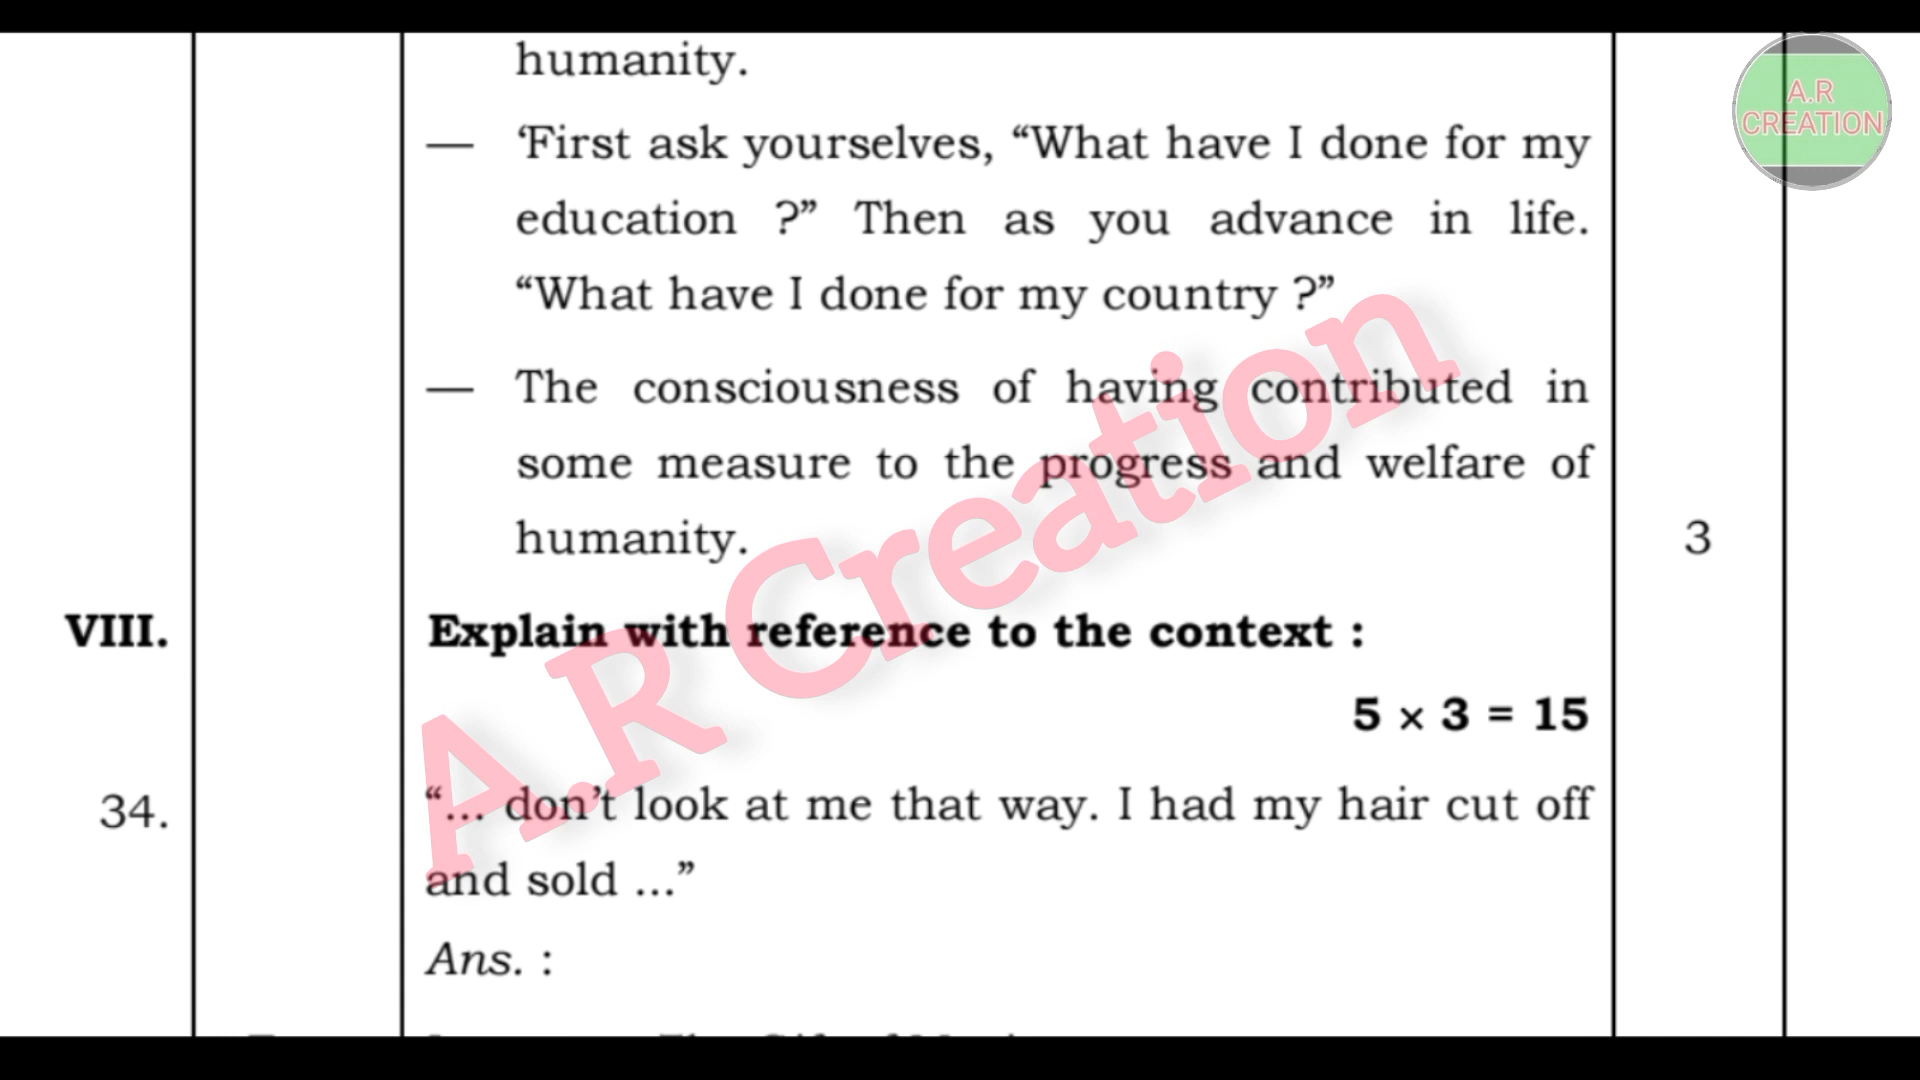 humanity.
— ‘First ask yourselves, “What have I done for my
education ?” Then as you advance in life.
“What have I done for my country ?”
— The consciousness of having contributed in
some measure to the progress and welfare of
humanity.
3
VIII. Explain with reference to the context :
5 × 3 = 15
34. “... don’t look at me that way. I had my hair cut off
and sold ...”
Ans. :
A.R Creation
A.R
CREATION